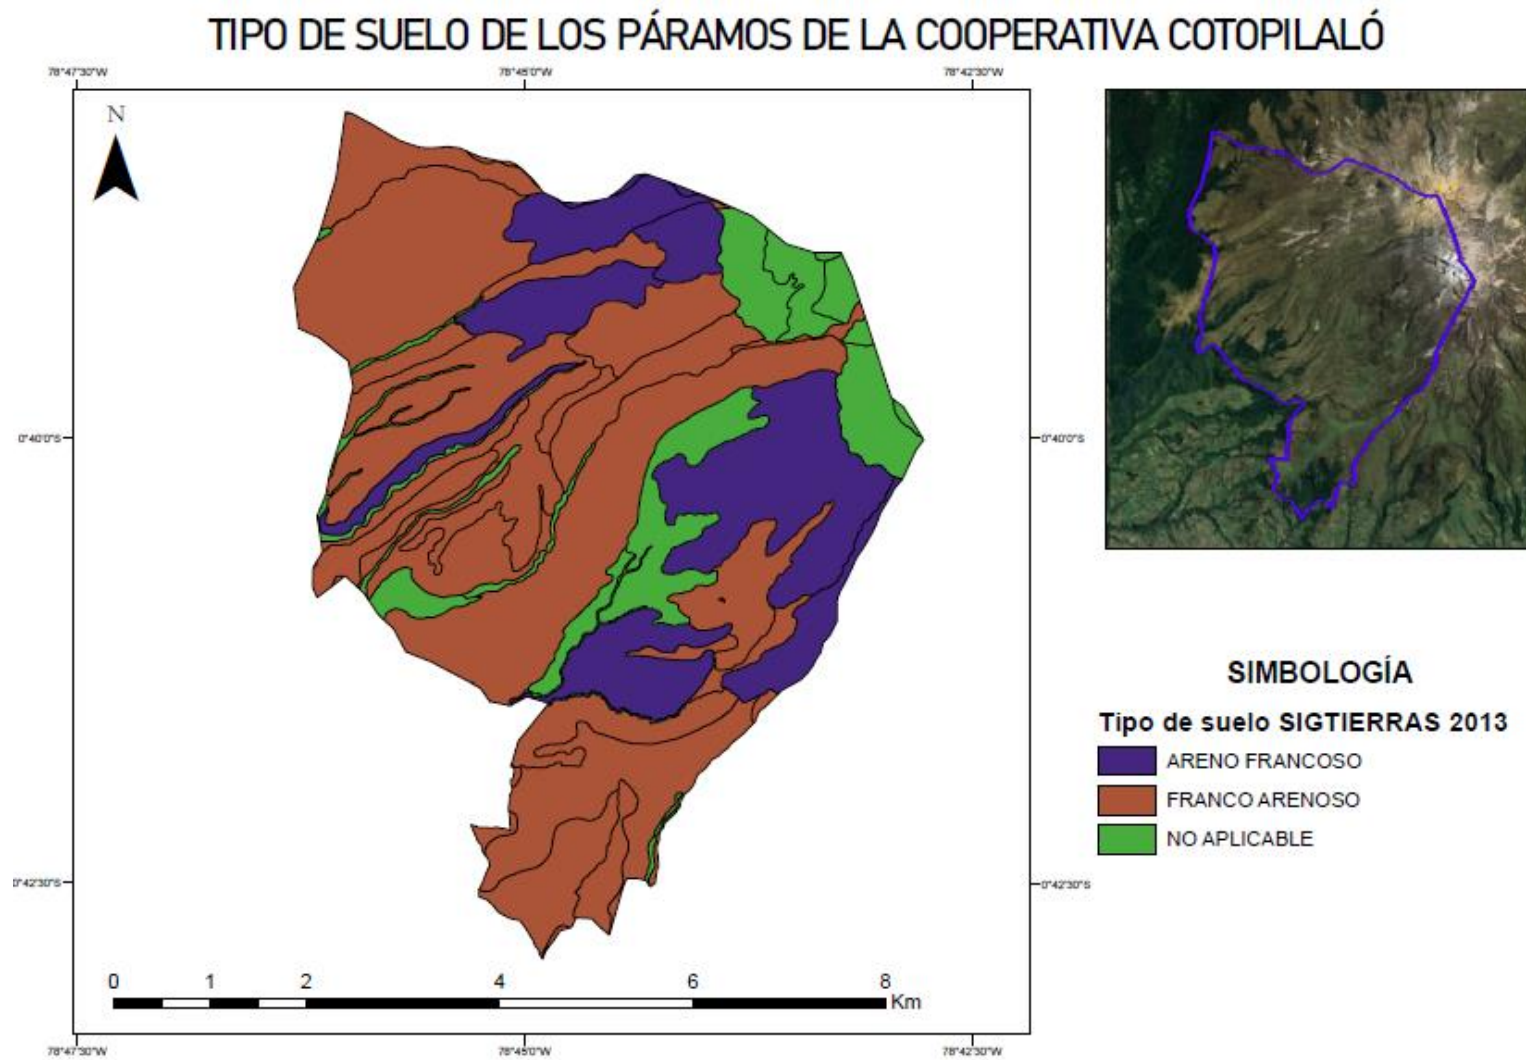 TIPO DE SUELO DE LOS PÁRAMOS DE LA COOPERATIVA COTOPILALÓ
78°47'30"W 78°45'0"W 78°42'30"W
N
0°40'0"S 0°40'0"S
0°42'30"S 0°42'30"S
SIMBOLOGÍA
Tipo de suelo SIGTIERRAS 2013
ARENO FRANCOSO
FRANCO ARENOSO
NO APLICABLE
0 1 2 4 6 8
Km
78°47'30"W 78°45'0"W 78°42'30"W